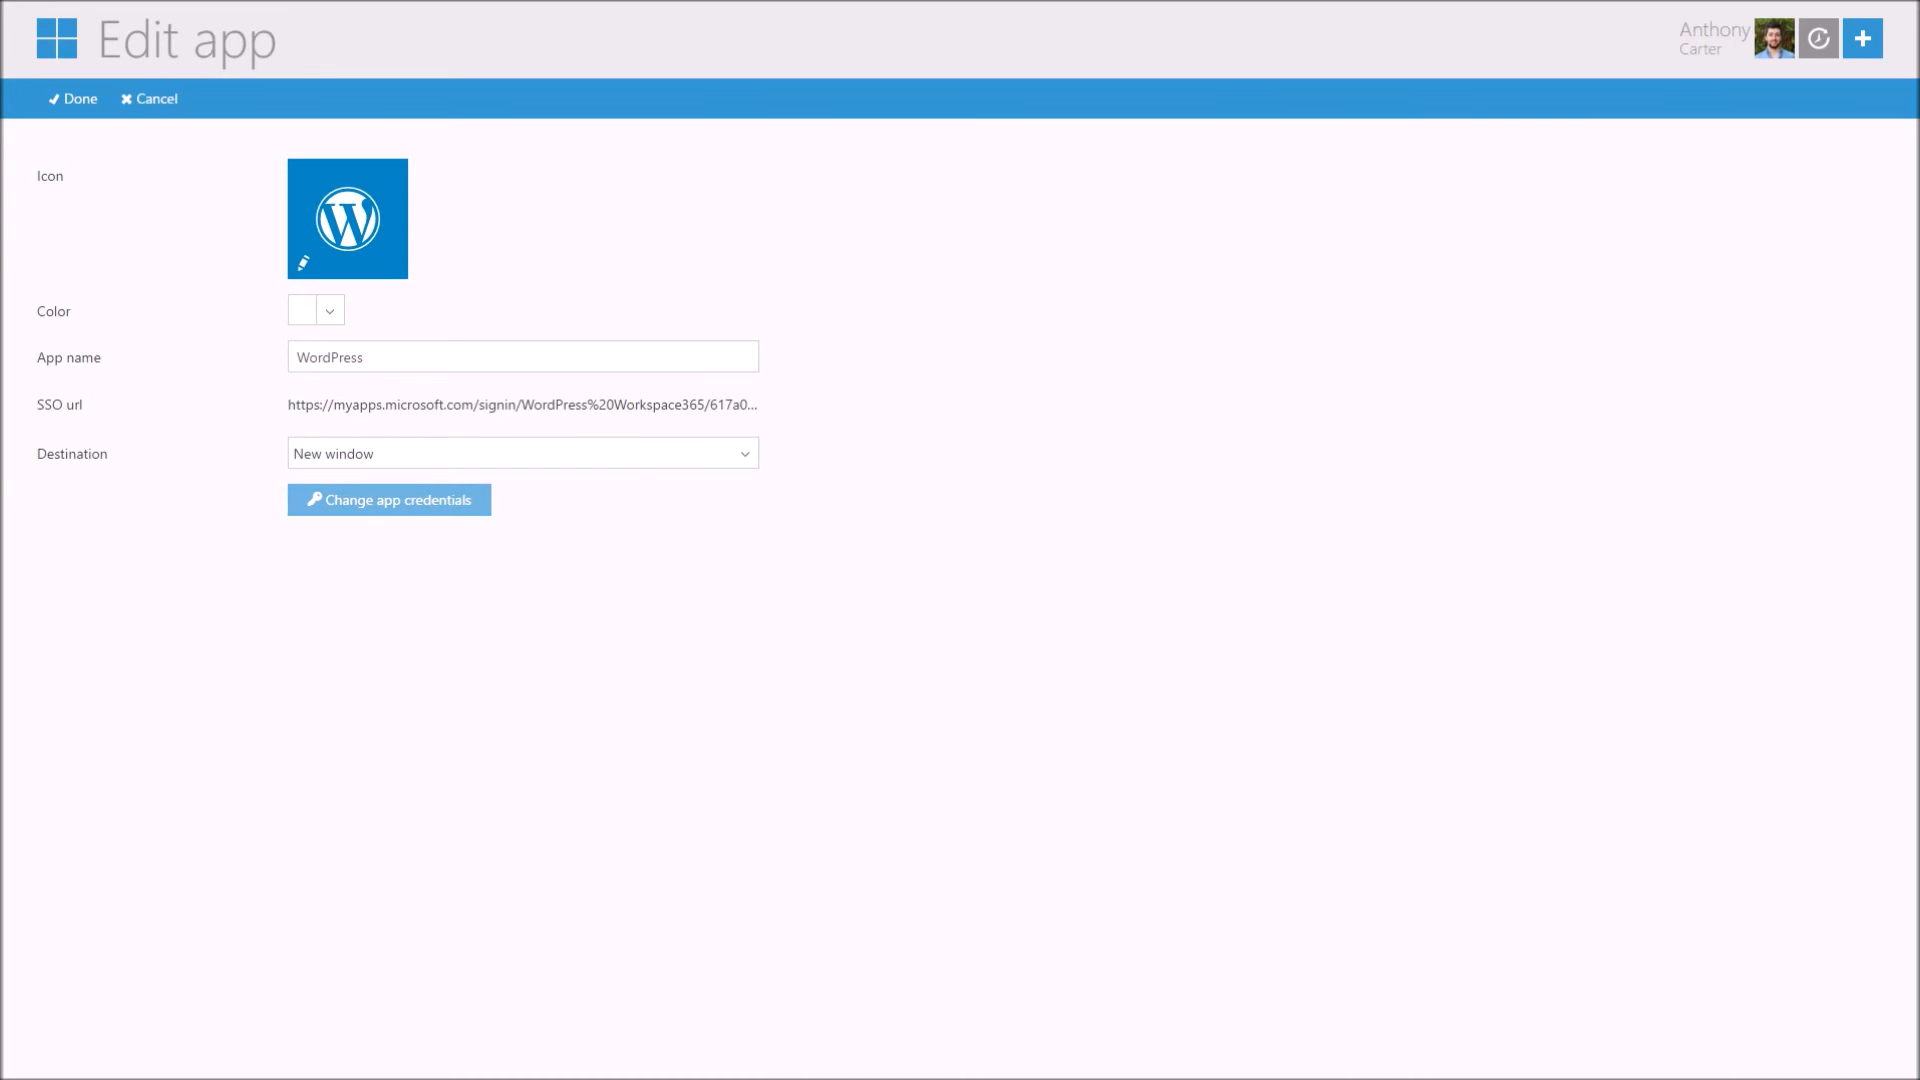 Edit app
Anthony
Carter
Done
Cancel
Icon
Color
App name
WordPress
SSO url
https://myapps.microsoft.com/signin/WordPress%20Workspace365/617a0...
Destination
New window
Change app credentials